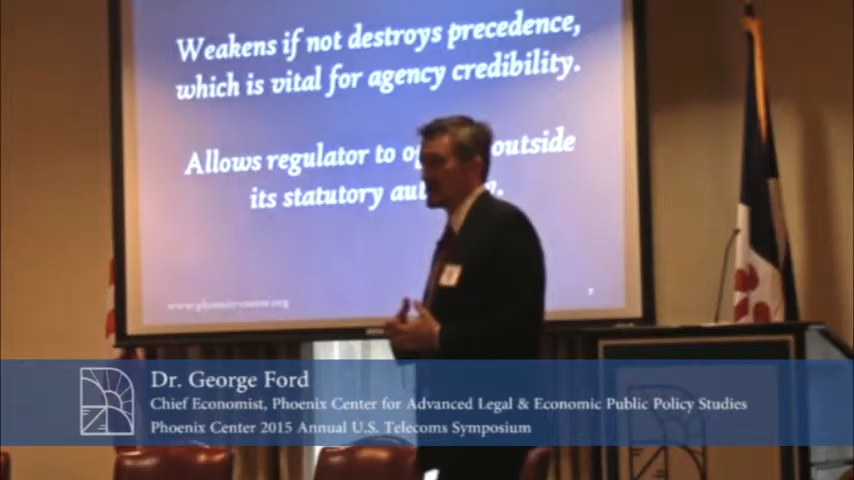 Weakens if not destroys precedence,
which is vital for agency credibility.
Allows regulator to outside
its statutory
www.phoenix-center.org
Dr. George Ford
Chief Economist, Phoenix Center for Advanced Legal & Economic Public Policy Studies
Phoenix Center 2015 Annual U.S. Telecoms Symposium